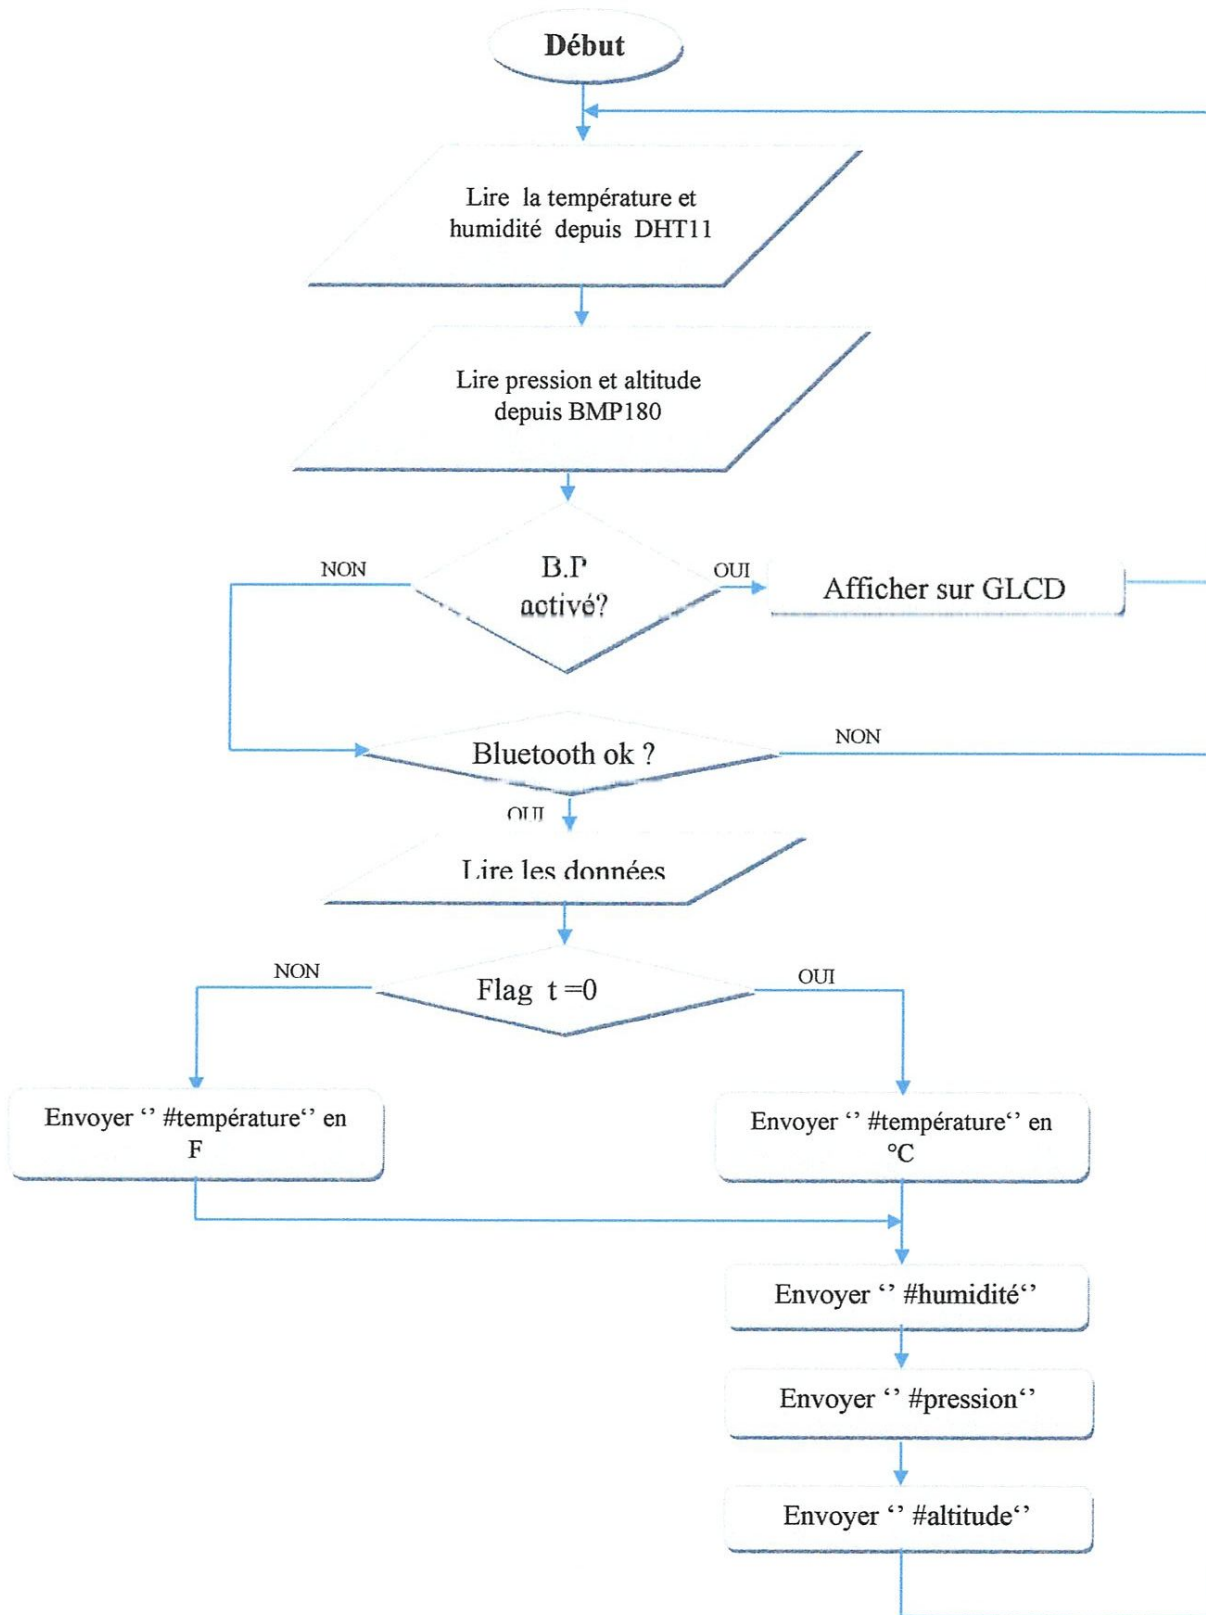 Début
Lire la température et
humidité depuis DHT11
Lire pression et altitude
depuis BMP180
NON
B.P
activé?
OUI
Afficher sur GLCD
Bluetooth ok ?
NON
OUI
Lire les données
NON
Flag t =0
OUI
Envoyer ‘’ #température‘’ en
F
Envoyer ‘’ #température‘’ en
°C
Envoyer ‘’ #humidité‘’
Envoyer ‘’ #pression‘’
Envoyer ‘’ #altitude‘’